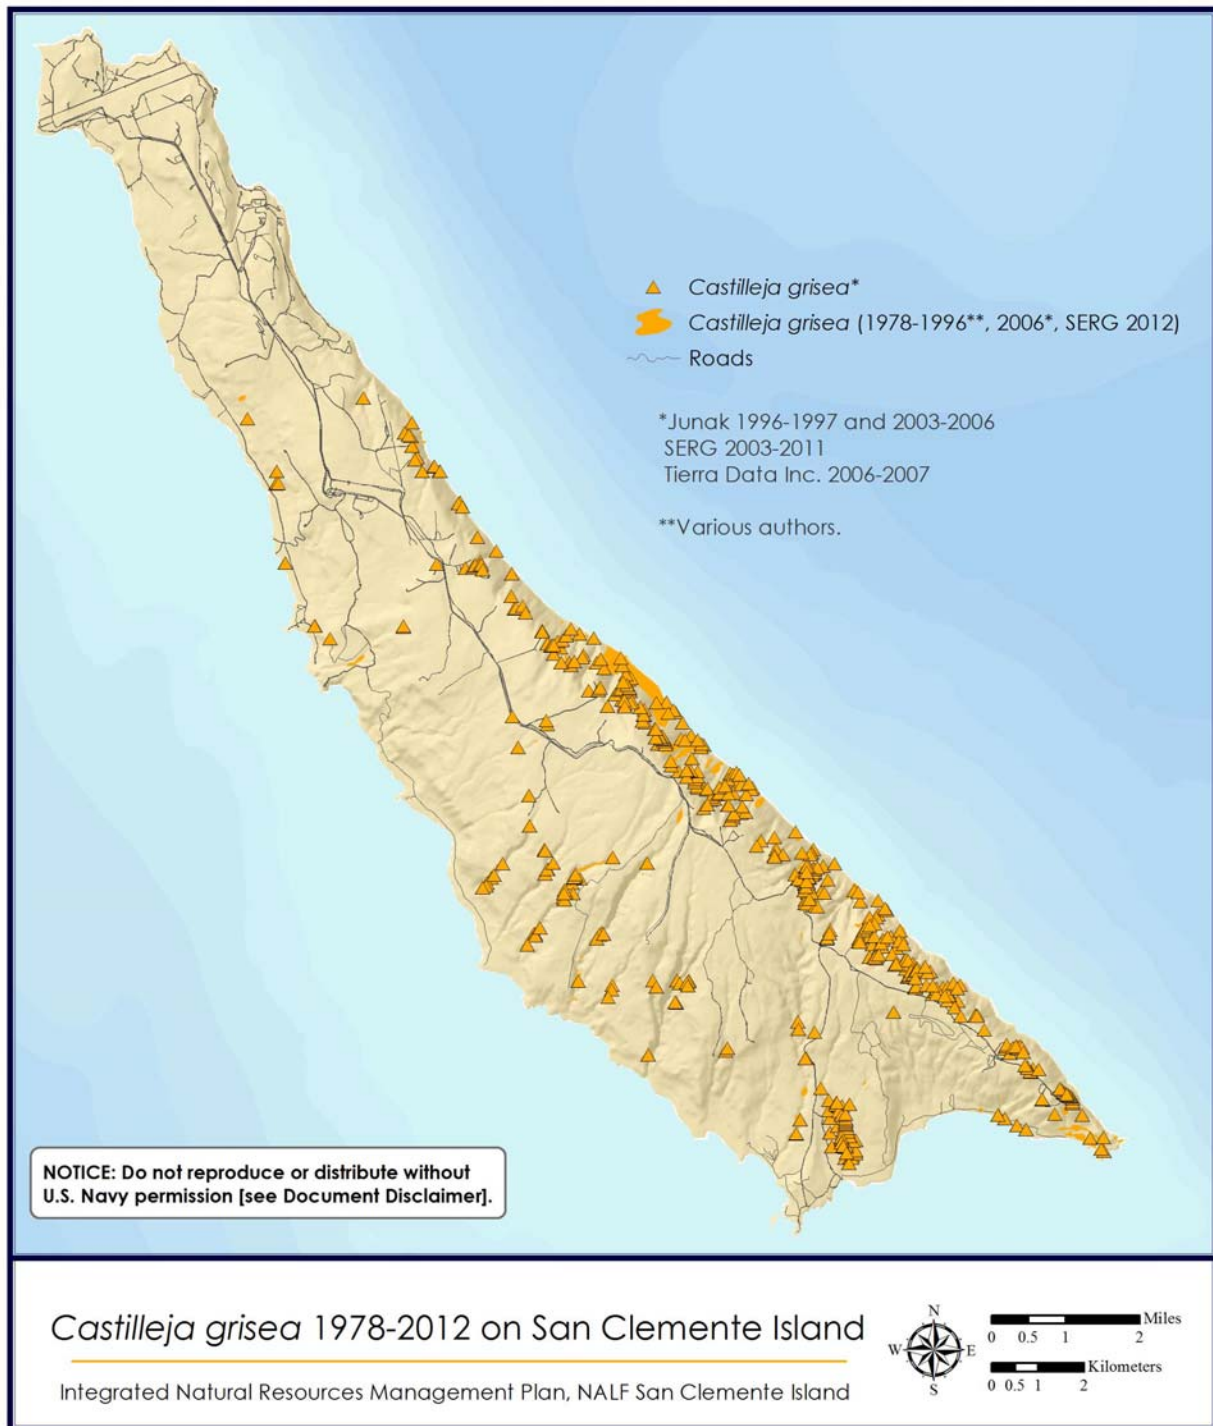 Castilleja grisea*
Castilleja grisea (1978-1996**, 2006*, SERG 2012)
Roads
*Junak 1996-1997 and 2003-2006
SERG 2003-2011
Tierra Data Inc. 2006-2007
**Various authors.
NOTICE: Do not reproduce or distribute without
U.S. Navy permission [see Document Disclaimer].
Castilleja grisea 1978-2012 on San Clemente Island
Integrated Natural Resources Management Plan, NALF San Clemente Island
N
W E
S
Miles
0 0.5 1 2
Kilometers
0 0.5 1 2